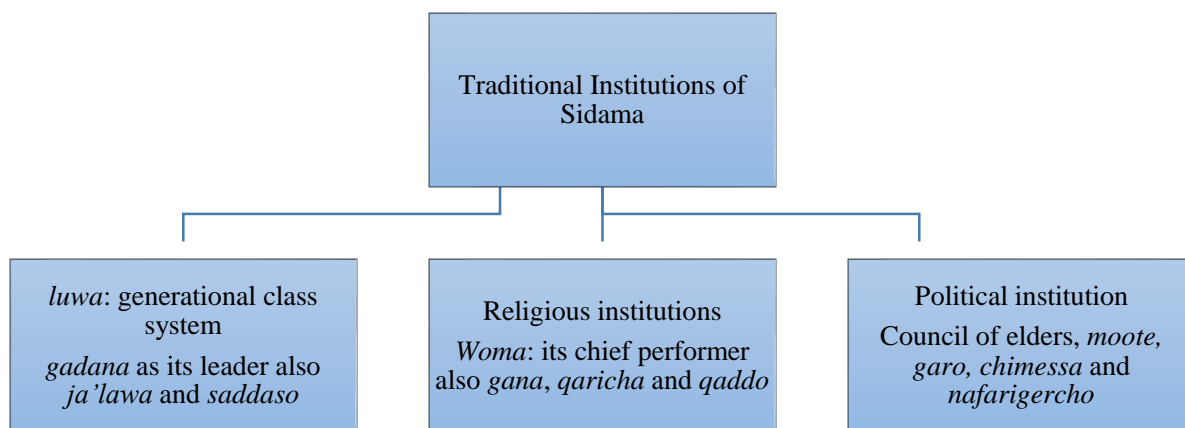 Traditional Institutions of
Sidama
luwa: generational class
system
gadana as its leader also
ja’lawa and saddaso
Religious institutions
Woma: its chief performer
also gana, qaricha and qaddo
Political institution
Council of elders, moote,
garo, chimessa and
nafarigercho